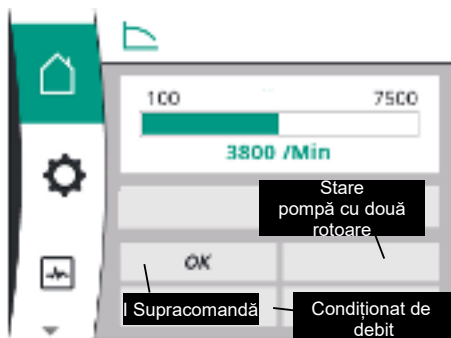 100 7500
3800 /Min
Stare
pompă cu două
rotoare
OK
I Supracomandă
Condiționat de
debit